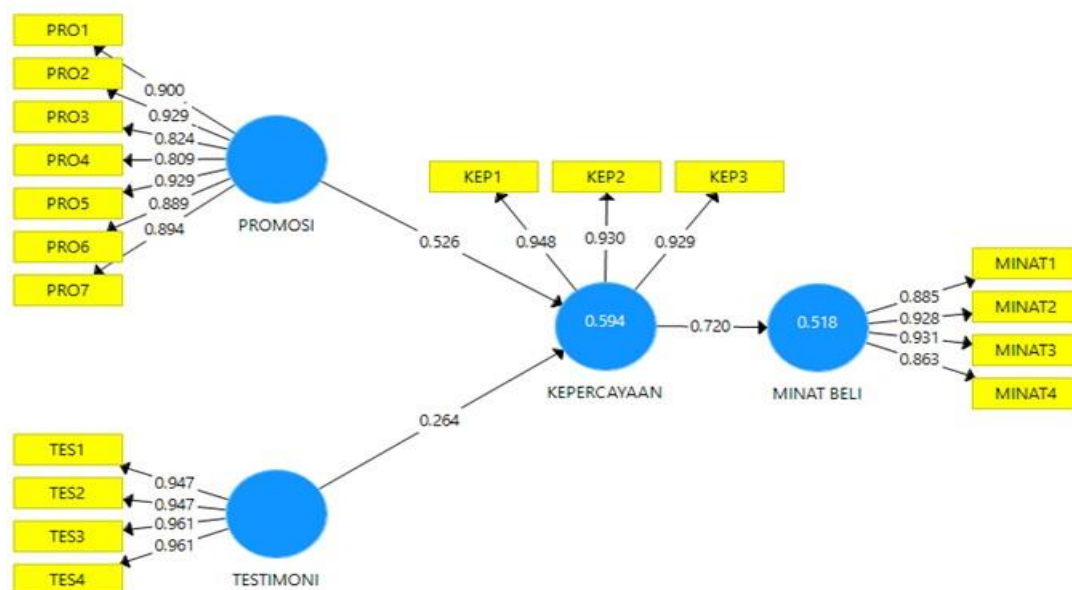 PRO1
PRO2
PRO3
PRO4
PRO5
PRO6
PRO7
0.900
0.929
0.824
0.809
0.929
0.889
0.894
PROMOSI
0.526
KEP1
KEP2
KEP3
0.948
0.930
0.929
0.594
KEPERCAYAAN
0.720
0.518
MINAT BELI
0.885
0.928
0.931
0.863
MINAT1
MINAT2
MINAT3
MINAT4
0.264
TES1
TES2
TES3
TES4
0.947
0.947
0.961
0.961
TESTIMONI